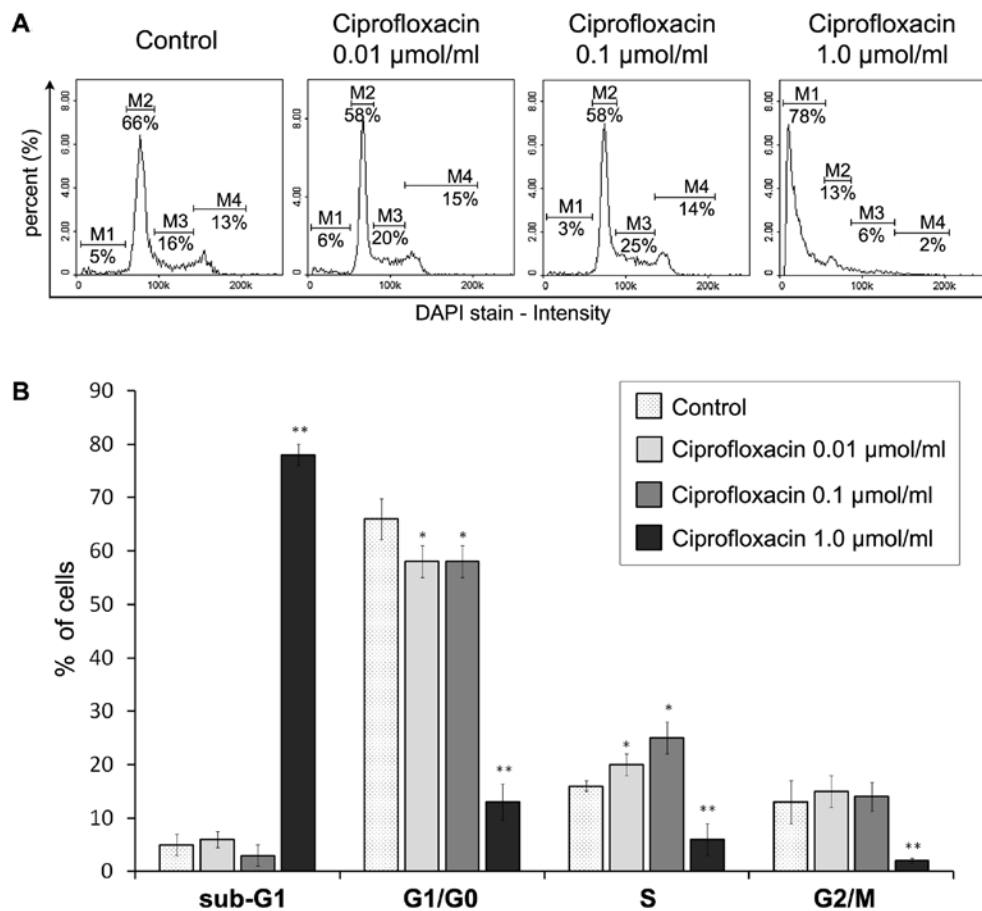 A
Control
Ciprofloxacin
0.01 µmol/ml
Ciprofloxacin
0.1 µmol/ml
Ciprofloxacin
1.0 µmol/ml
percent (%)
8.00
6.00
4.00
2.00
0
M2
66%
M1
5%
M3
16%
M4
13%
0
100k
200k
8.00
4.00
0
M2
58%
M1
6%
M3
20%
M4
15%
0
100k
200k
8.00
6.00
4.00
2.00
0
M2
58%
M1
3%
M3
25%
M4
14%
0
100k
200k
8.00
6.00
4.00
2.00
0
M1
78%
M2
13%
M3
6%
M4
2%
0
100k
200k
DAPI stain - Intensity
B
% of cells
90
80
70
60
50
40
30
20
10
0
**
* *
**
*
*
**
**
sub-G1 G1/G0 S G2/M
Control
Ciprofloxacin 0.01 µmol/ml
Ciprofloxacin 0.1 µmol/ml
Ciprofloxacin 1.0 µmol/ml